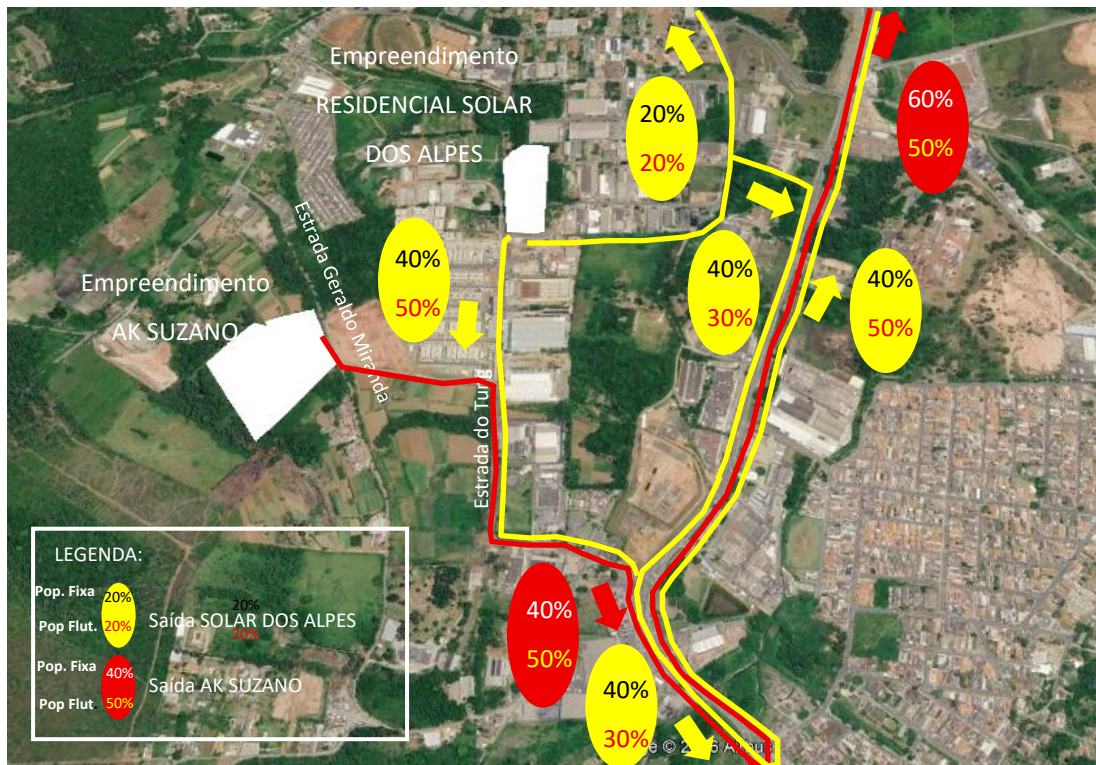 Empreendimento
RESIDENCIAL SOLAR
DOS ALPES
20%
20%
60%
50%
Estrada Geraldo Miranda
40%
50%
40%
30%
40%
50%
Empreendimento
AK SUZANO
Estrada do Tung
40%
50%
40%
30%
LEGENDA:
Pop. Fixa
20%
Pop Flut.
20%
20%
20%
Saída SOLAR DOS ALPES
Pop. Fixa
40%
Pop Flut.
50%
Saída AK SUZANO